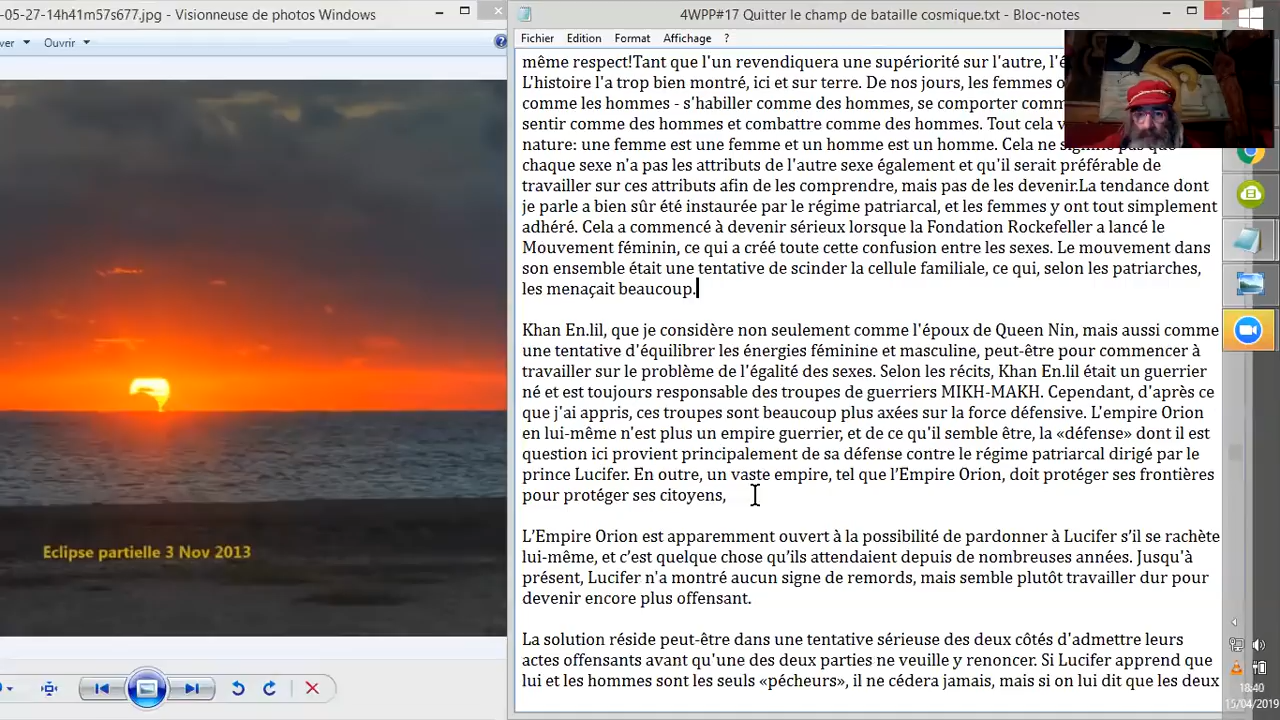 -05-27-14h41m57s677.jpg - Visionneuse de photos Windows
ver
Ouvrir
Eclipse partielle 3 Nov 2013
4WPP#17 Quitter le champ de bataille cosmique.txt - Bloc-notes
Fichier Edition Format Affichage ?
même respect!Tant que l'un revendiquera une supériorité sur l'autre, l'é
L'histoire l'a trop bien montré, ici et sur terre. De nos jours, les femmes
comme les hommes - s'habiller comme des hommes, se comporter
sentir comme des hommes et combattre comme des hommes. Tout cela
nature: une femme est une femme et un homme est un homme. Cela ne
chaque sexe n'a pas les attributs de l'autre sexe également et qu'il serait préférable de
travailler sur ces attributs afin de les comprendre, mais pas de les devenir.La tendance dont
je parle a bien sûr été instaurée par le régime patriarcal, et les femmes y ont tout simplement
adhéré. Cela a commencé à devenir sérieux lorsque la Fondation Rockefeller a lancé le
Mouvement féminin, ce qui a créé toute cette confusion entre les sexes. Le mouvement dans
son ensemble était une tentative de scinder la cellule familiale, ce qui, selon les patriarches,
les menaçait beaucoup.
Khan En.lil, que je considère non seulement comme l'époux de Queen Nin, mais aussi comme
une tentative d'équilibrer les énergies féminine et masculine, peut-être pour commencer à
travailler sur le problème de l'égalité des sexes. Selon les récits, Khan En.lil était un guerrier
né et est toujours responsable des troupes de guerriers MIKH-MAKH. Cependant, d'après ce
que j'ai appris, ces troupes sont beaucoup plus axées sur la force défensive. L'empire Orion
en lui-même n'est plus un empire guerrier, et de ce qu'il semble être, la «défense» dont il est
question ici provient principalement de sa défense contre le régime patriarcal dirigé par le
prince Lucifer. En outre, un vaste empire, tel que l'Empire Orion, doit protéger ses frontières
pour protéger ses citoyens,
L'Empire Orion est apparemment ouvert à la possibilité de pardonner à Lucifer s'il se rachète
lui-même, et c'est quelque chose qu'ils attendaient depuis de nombreuses années. Jusqu'à
présent, Lucifer n'a montré aucun signe de remords, mais semble plutôt travailler dur pour
devenir encore plus offensant.
La solution réside peut-être dans une tentative sérieuse des deux côtés d'admettre leurs
actes offensants avant qu'une des deux parties ne veuille y renoncer. Si Lucifer apprend que
lui et les hommes sont les seuls «pécheurs», il ne cédera jamais, mais si on lui dit que les deux
18:40
15/04/2019